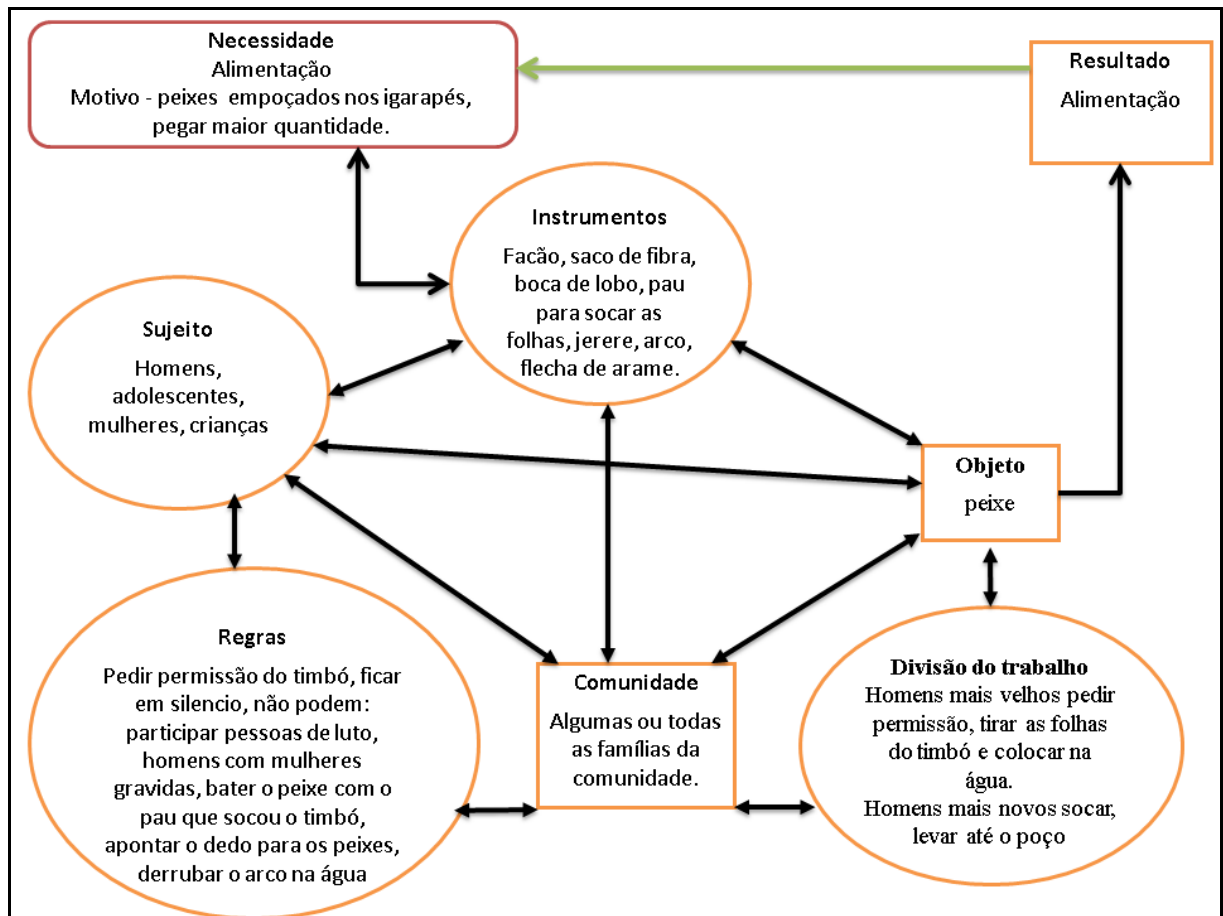 Necessidade
Alimentação
Motivo - peixes empoçados nos igarapés,
pegar maior quantidade.
Resultado
Alimentação
Instrumentos
Facão, saco de fibra,
boca de lobo, pau
para socar as
folhas, jerere, arco,
flecha de arame.
Sujeito
Homens,
adolescentes,
mulheres, crianças
Objeto
peixe
Regras
Pedir permissão do timbó, ficar
em silencio, não podem:
participar pessoas de luto,
homens com mulheres
gravidas, bater o peixe com o
pau que socou o timbó,
apontar o dedo para os peixes,
derrubar o arco na água
Comunidade
Algumas ou todas
as famílias da
comunidade.
Divisão do trabalho
Homens mais velhos pedir
permissão, tirar as folhas
do timbó e colocar na
água.
Homens mais novos socar,
levar até o poço